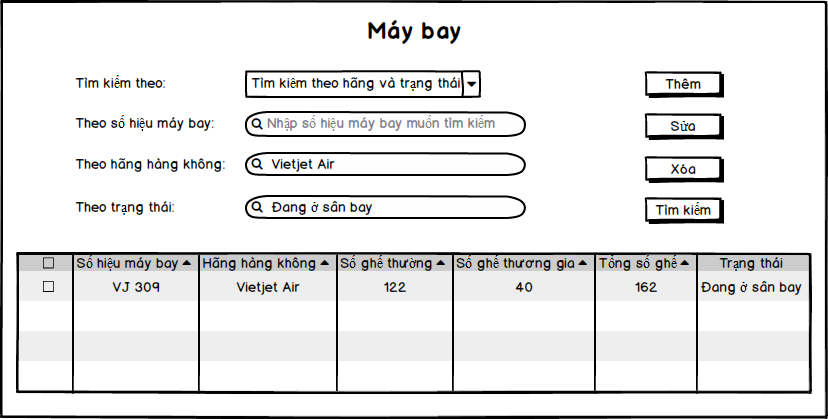 Máy bay
Tìm kiếm theo: Tìm kiếm theo hãng và trạng thái Thêm
Theo số hiệu máy bay: Nhập số hiệu máy bay muốn tìm kiếm Sửa
Theo hãng hàng không: Vietjet Air Xóa
Theo trạng thái: Đang ở sân bay Tìm kiếm
Số hiệu máy bay Hãng hàng không Số ghế thường Số ghế thương gia Tổng số ghế Trạng thái
VJ 309 Vietjet Air 122 40 162 Đang ở sân bay